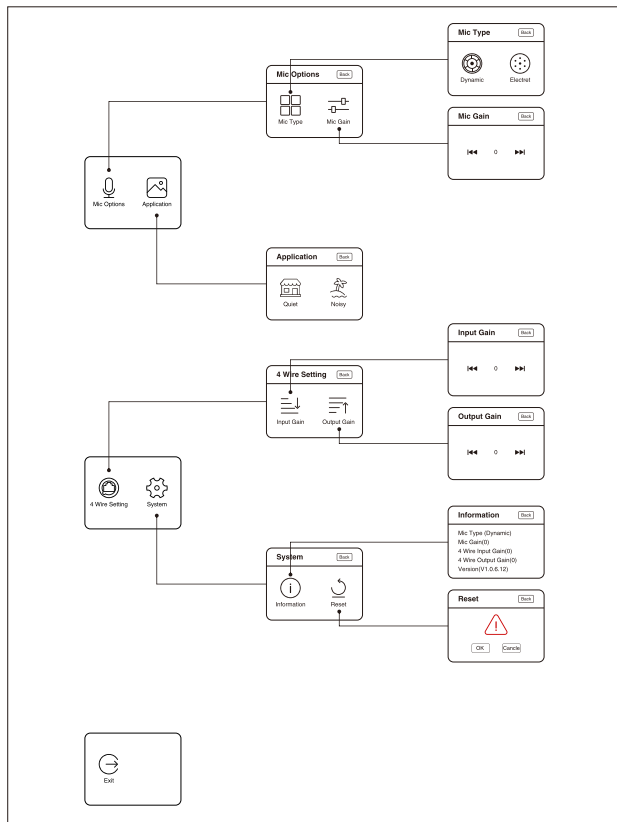 Mic Type Back
Dynamic Electret
Mic Options Back
Mic Type Mic Gain
Mic Gain Back
0
Mic Options Application
Application Back
Quiet Noisy
Input Gain Back
0
4 Wire Setting Back
Input Gain Output Gain
Output Gain Back
0
4 Wire Setting System
Information Back
Mic Type (Dynamic)
Mic Gain(0)
4 Wire Input Gain(0)
4 Wire Output Gain(0)
Version(V1.0.6.12)
System Back
Information Reset
Reset Back
OK Cancle
Exit